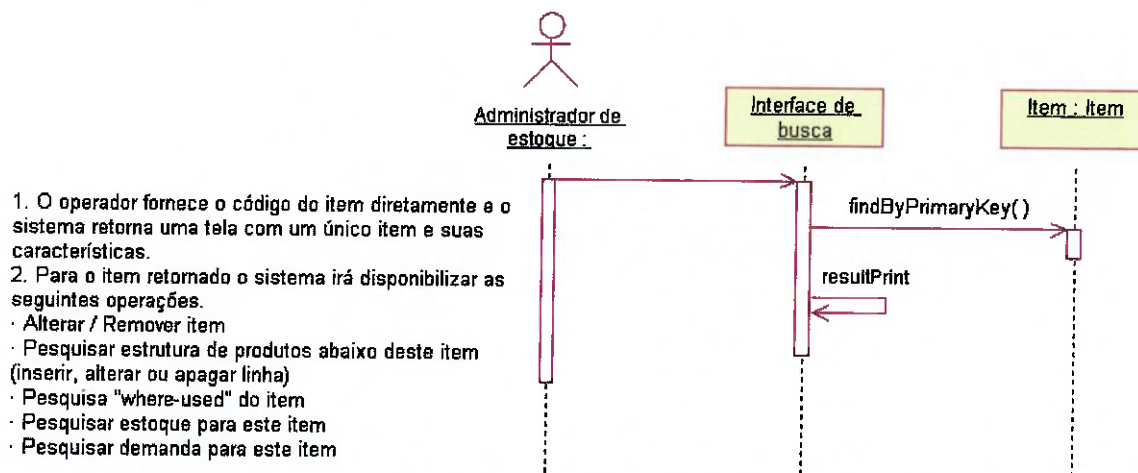 Administrador de
estoque :
Interface de
busca
Item : Item
1. O operador fornece o código do item diretamente e o
sistema retorna uma tela com um único item e suas
características.
2. Para o item retornado o sistema irá disponibilizar as
seguintes operações.
· Alterar / Remover item
· Pesquisar estrutura de produtos abaixo deste item
(inserir, alterar ou apagar linha)
· Pesquisa "where-used" do item
· Pesquisar estoque para este item
· Pesquisar demanda para este item
findByPrimaryKey( )
resultPrint